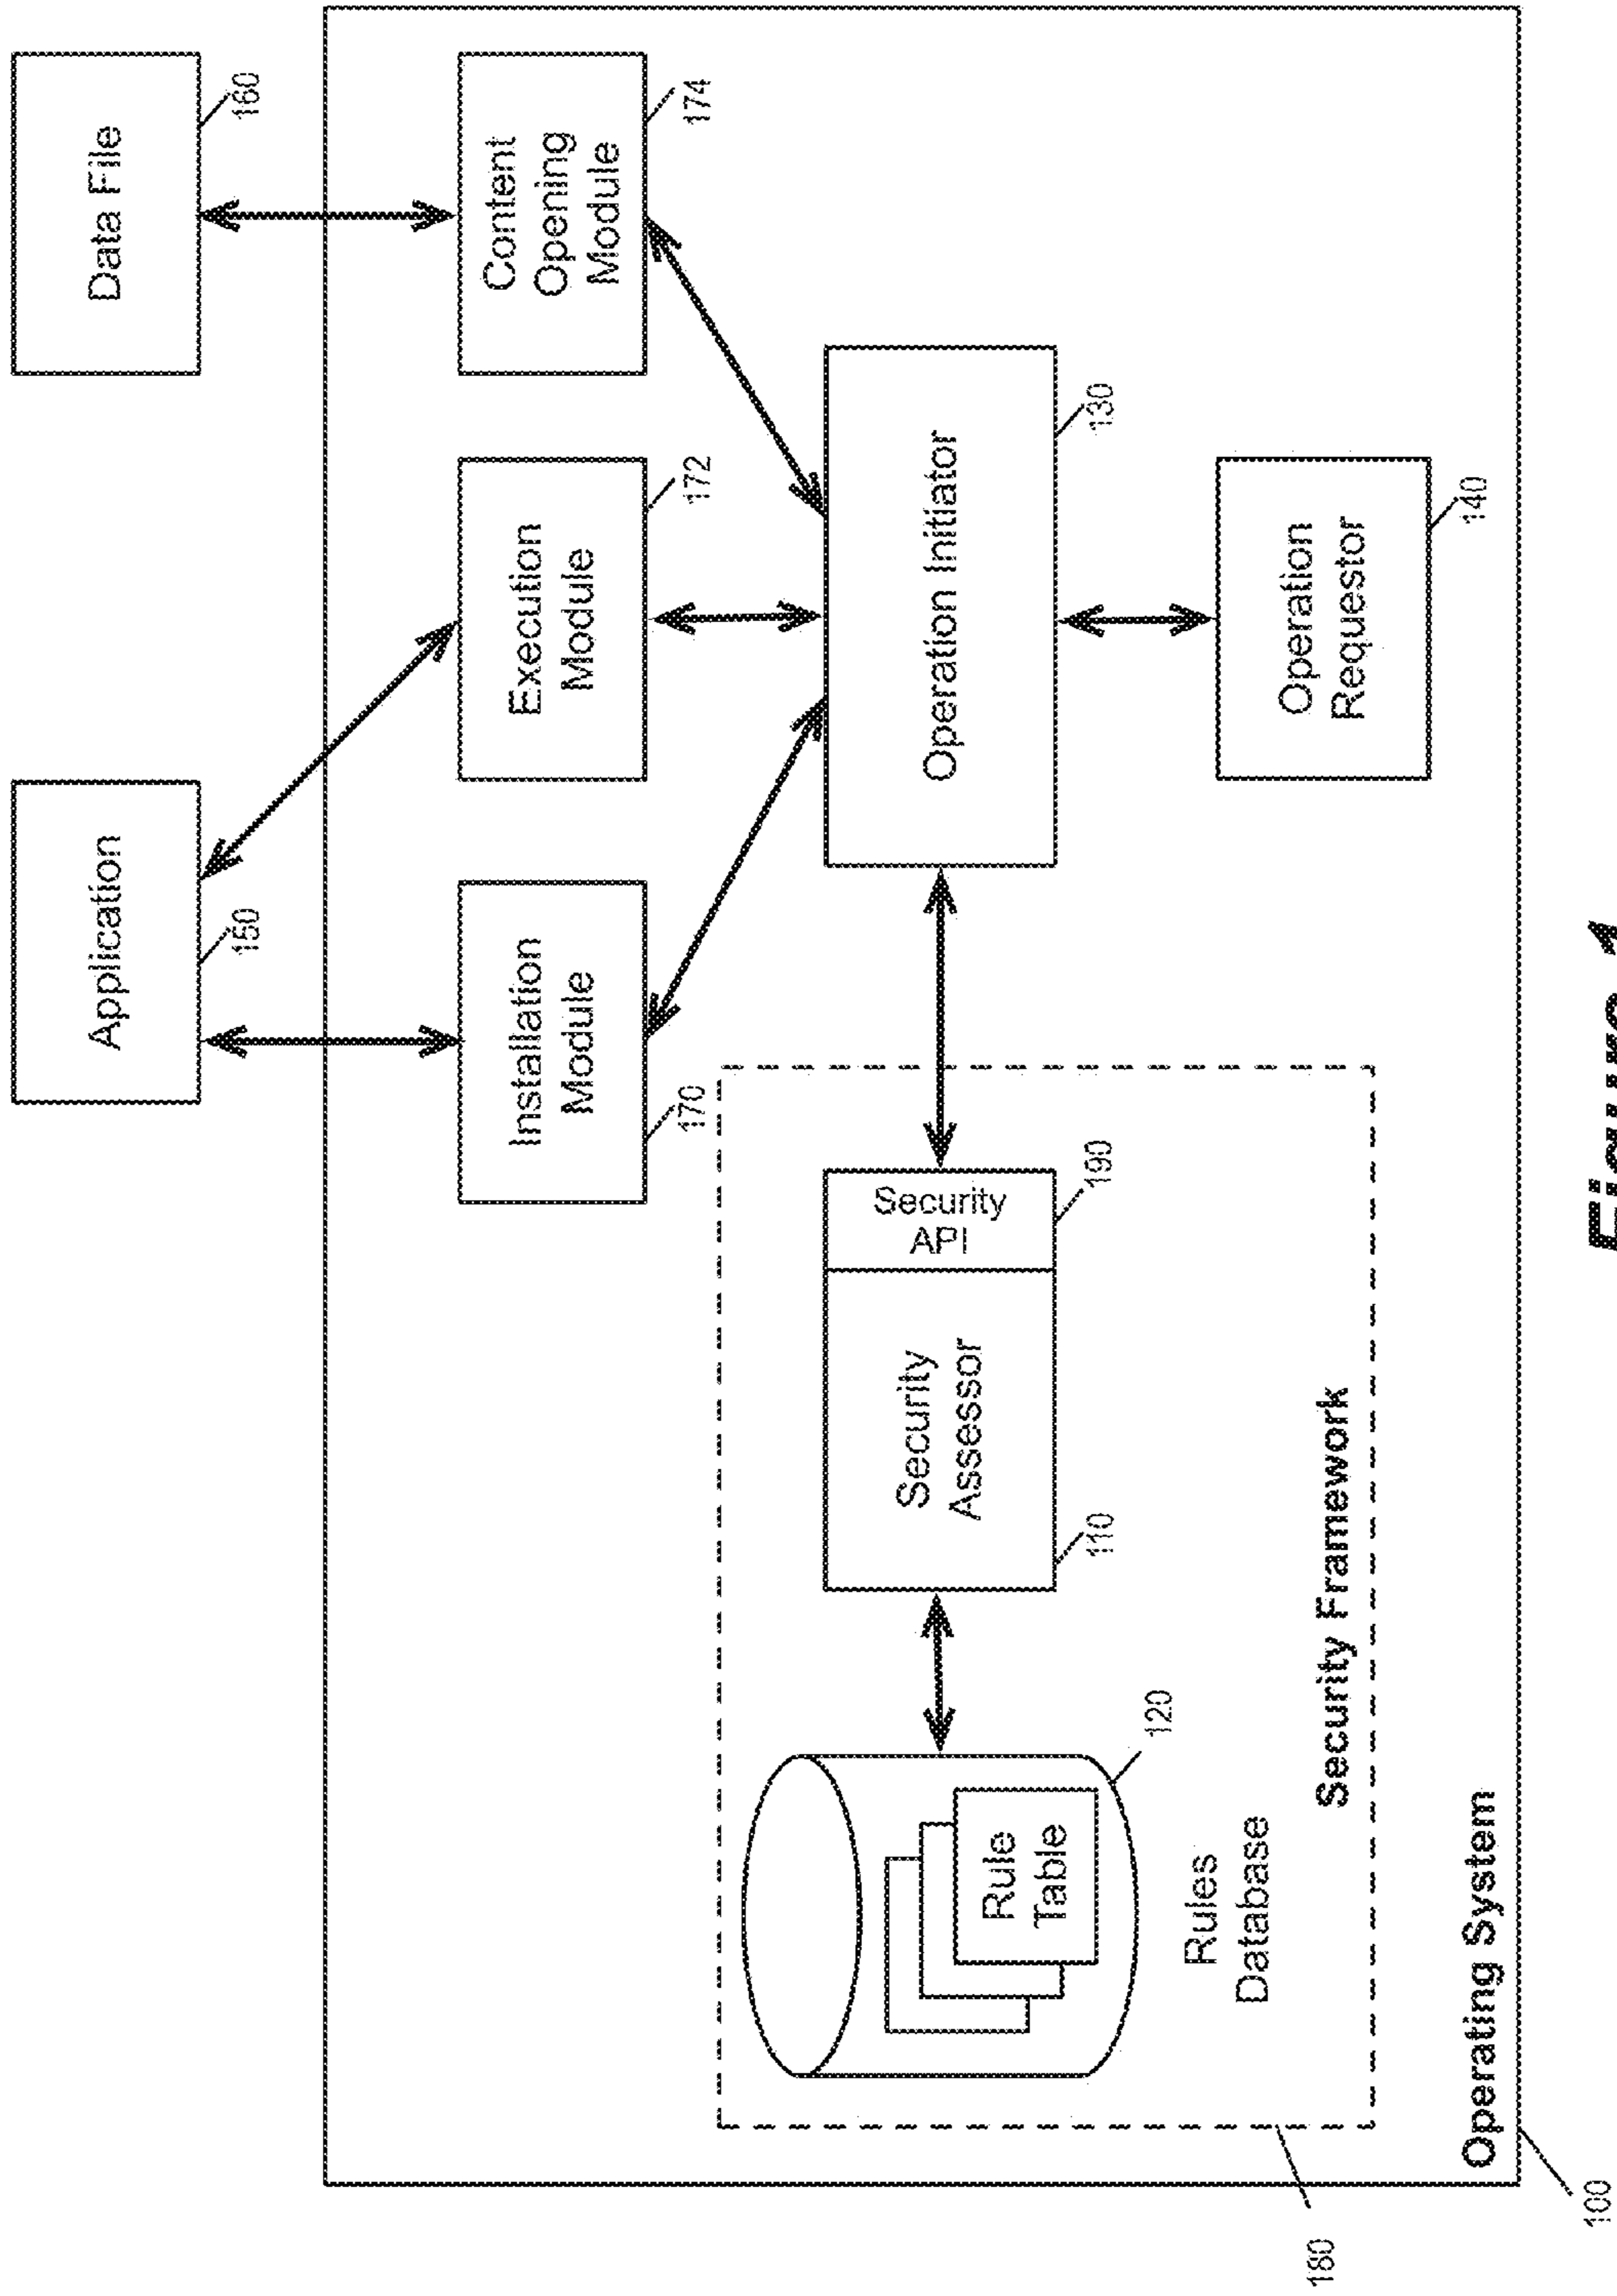 Application
150
Data File
160
Installation
Module
170
Execution
Module
172
Content
Opening
Module
174
Rule
Table
120
Rules
Database
Security
Assessor
110
Security
API
190
Operation Initiator
130
Operation
Requestor
140
Security Framework
180
Operating System
100
Figure 1